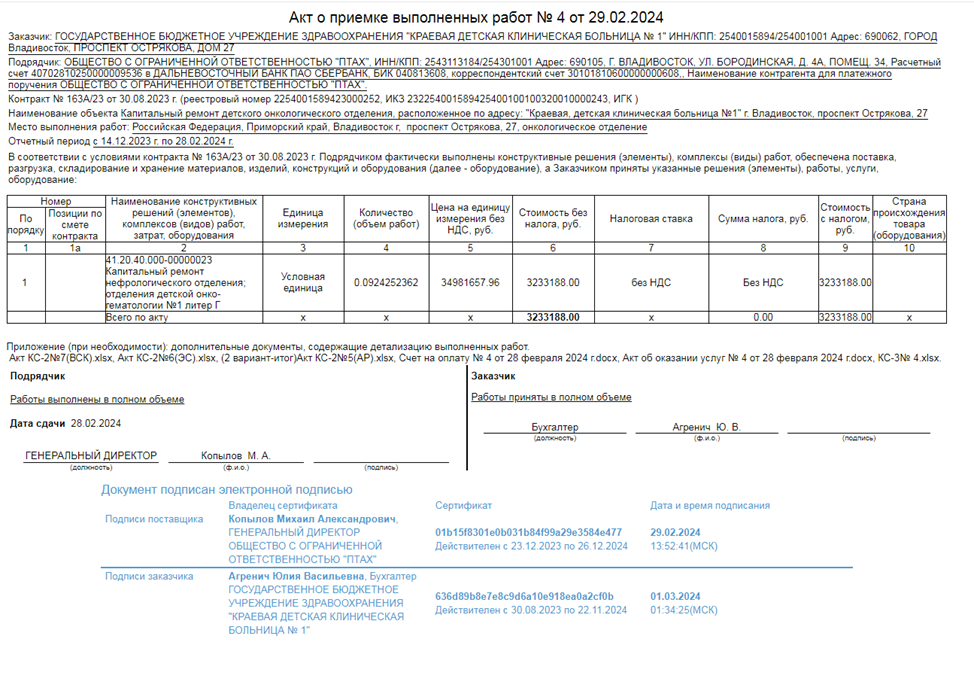 Акт о приемке выполненных работ № 4 от 29.02.2024
Заказчик: ГОСУДАРСТВЕННОЕ БЮДЖЕТНОЕ УЧРЕЖДЕНИЕ ЗДРАВООХРАНЕНИЯ "КРАЕВАЯ ДЕТСКАЯ КЛИНИЧЕСКАЯ БОЛЬНИЦА № 1" ИНН/КПП: 2540015894/254001001 Адрес: 690062, ГОРОД
Владивосток, ПРОСПЕКТ ОСТРЯКОВА, ДОМ 27
Подрядчик: ОБЩЕСТВО С ОГРАНИЧЕННОЙ ОТВЕТСТВЕННОСТЬЮ "ПТАХ", ИНН/КПП: 2543113184/254301001 Адрес: 690105, Г. ВЛАДИВОСТОК, УЛ. БОРОДИНСКАЯ, Д. 4А, ПОМЕЩ. 34, Расчетный
счет 40702810250000009536 в ДАЛЬНЕВОСТОЧНЫЙ БАНК ПАО СБЕРБАНК, БИК 040813608, корреспондентский счет 30101810600000000608,, Наименование контрагента для платежного
поручения ОБЩЕСТВО С ОГРАНИЧЕННОЙ ОТВЕТСТВЕННОСТЬЮ "ПТАХ".
Контракт № 163А/23 от 30.08.2023 г. (реестровый номер 2254001589423000252, ИКЗ 232254001589425400100100320010000243, ИГК )
Наименование объекта Капитальный ремонт детского онкологического отделения, расположенное по адресу: "Краевая, детская клиническая больница №1" г. Владивосток, проспект Острякова, 27
Место выполнения работ: Российская Федерация, Приморский край, Владивосток г, проспект Острякова, 27, онкологическое отделение
Отчетный период с 14.12.2023 г. по 28.02.2024 г.
В соответствии с условиями контракта № 163А/23 от 30.08.2023 г. Подрядчиком фактически выполнены конструктивные решения (элементы), комплексы (виды) работ, обеспечена поставка,
разгрузка, складирование и хранение материалов, изделий, конструкций и оборудования (далее - оборудование), а Заказчиком приняты указанные решения (элементы), работы, услуги,
оборудование:
Номер
По порядку
Позиции по смете контракта
Наименование конструктивных решений (элементов), комплексов (видов) работ, затрат, оборудования
Единица измерения
Количество (объем работ)
Цена на единицу измерения без НДС, руб.
Стоимость без налога, руб.
Налоговая ставка
Сумма налога, руб.
Стоимость с налогом, руб.
Страна происхождения товара (оборудования)
1 1а 2 3 4 5 6 7 8 9 10
41.20.40.000-00000023
Капитальный ремонт
нефрологического отделения;
отделения детской онко-
гематологии №1 литер Г
1 Условная единица 0.0924252362 34981657.96 3233188.00 без НДС Без НДС 3233188.00
Всего по акту х х х 3233188.00 х 0.00 3233188.00 х
Приложение (при необходимости): дополнительные документы, содержащие детализацию выполненных работ.
Акт КС-2№7(ВСК).xlsx, Акт КС-2№6(ЭС).xlsx, (2 вариант-итог)Акт КС-2№5(АР).xlsx, Счет на оплату № 4 от 28 февраля 2024 г.docx, Акт об оказании услуг № 4 от 28 февраля 2024 г.docx, КС-3№ 4.xlsx.
Подрядчик
Работы выполнены в полном объеме
Дата сдачи 28.02.2024
ГЕНЕРАЛЬНЫЙ ДИРЕКТОР Копылов М. А.
(должность) (ф.и.о.) (подпись)
Заказчик
Работы приняты в полном объеме
Бухгалтер Агренич Ю. В.
(должность) (ф.и.о.) (подпись)
Документ подписан электронной подписью
Владелец сертификата Сертификат Дата и время подписания
Подписи поставщика Копылов Михаил Александрович,
ГЕНЕРАЛЬНЫЙ ДИРЕКТОР 01b15f8301e0b031b84f99a29e3584e477 29.02.2024
ОБЩЕСТВО С ОГРАНИЧЕННОЙ Действителен с 23.12.2023 по 26.12.2024 13:52:41(МСК)
ОТВЕТСТВЕННОСТЬЮ "ПТАХ"
Подписи заказчика Агренич Юлия Васильевна, Бухгалтер
ГОСУДАРСТВЕННОЕ БЮДЖЕТНОЕ 636d89b8e7e8c9d6a10e918ea0a2cf0b 01.03.2024
УЧРЕЖДЕНИЕ ЗДРАВООХРАНЕНИЯ Действителен с 30.08.2023 по 22.11.2024 01:34:25(МСК)
"КРАЕВАЯ ДЕТСКАЯ КЛИНИЧЕСКАЯ
БОЛЬНИЦА № 1"